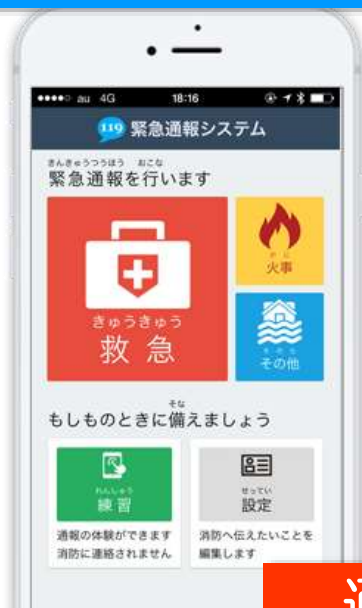 au 4G 18:16
119 緊急通報システム
きんきゅうつうほう おこな
緊急通報を行います
きゅうきゅう
救急
かじ
火事
その他
そな
もしものときに備えましょう
れんしゅう
練習
せってい
設定
通報の体験ができます
消防に連絡されません
消防へ伝えたいことを
編集します